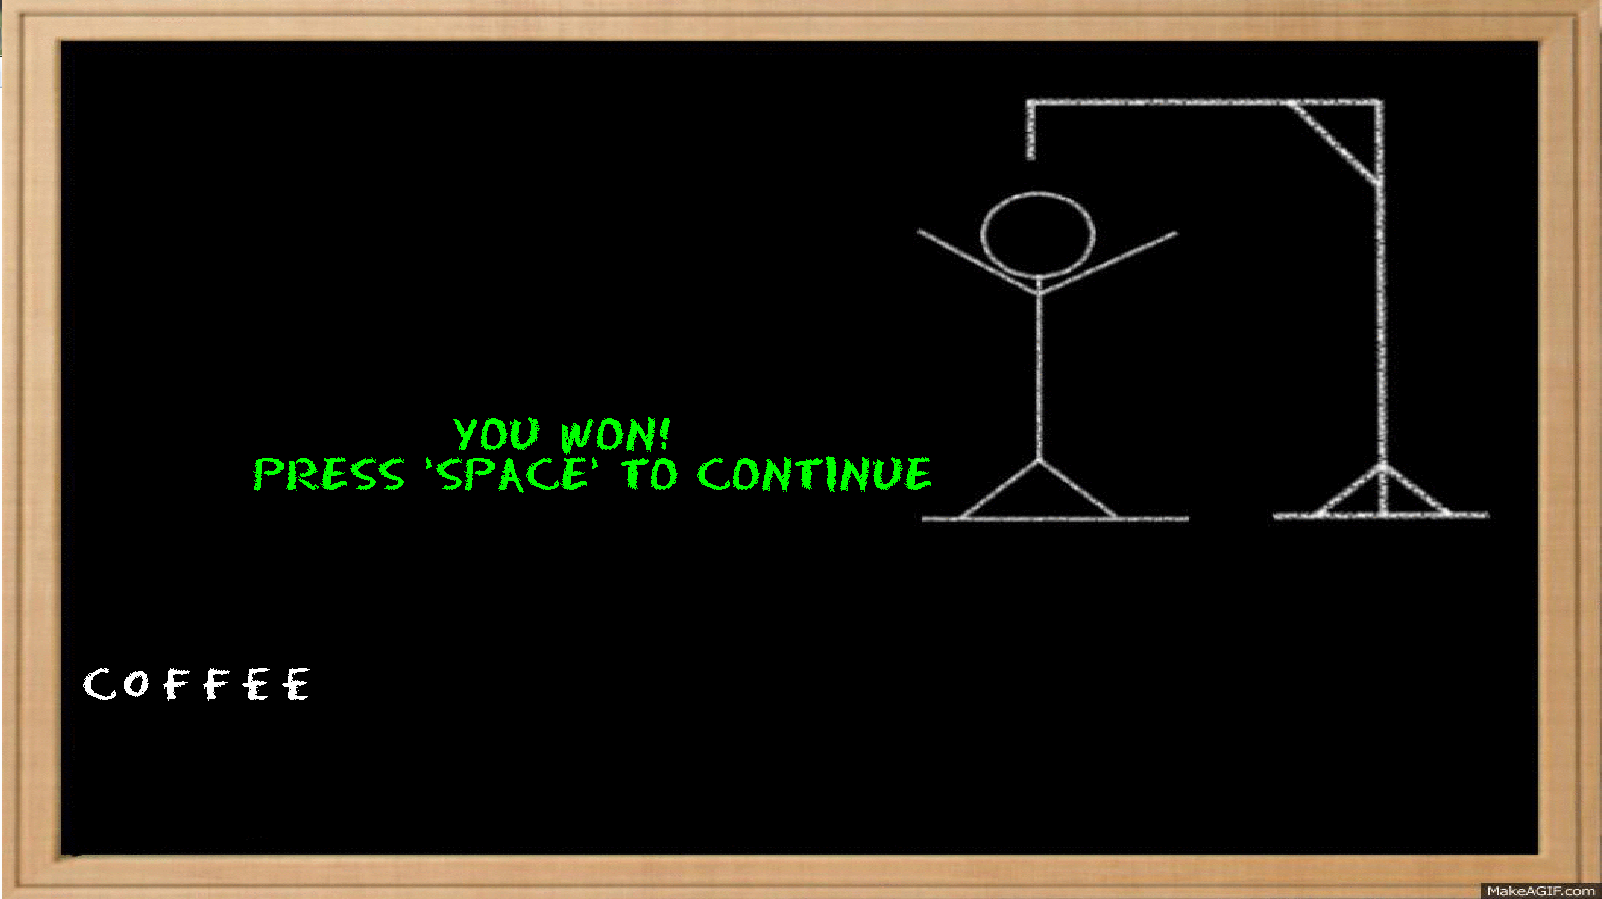 YOU WON!
PRESS 'SPACE' TO CONTINUE
C O F F E E
MakeAGIF.com